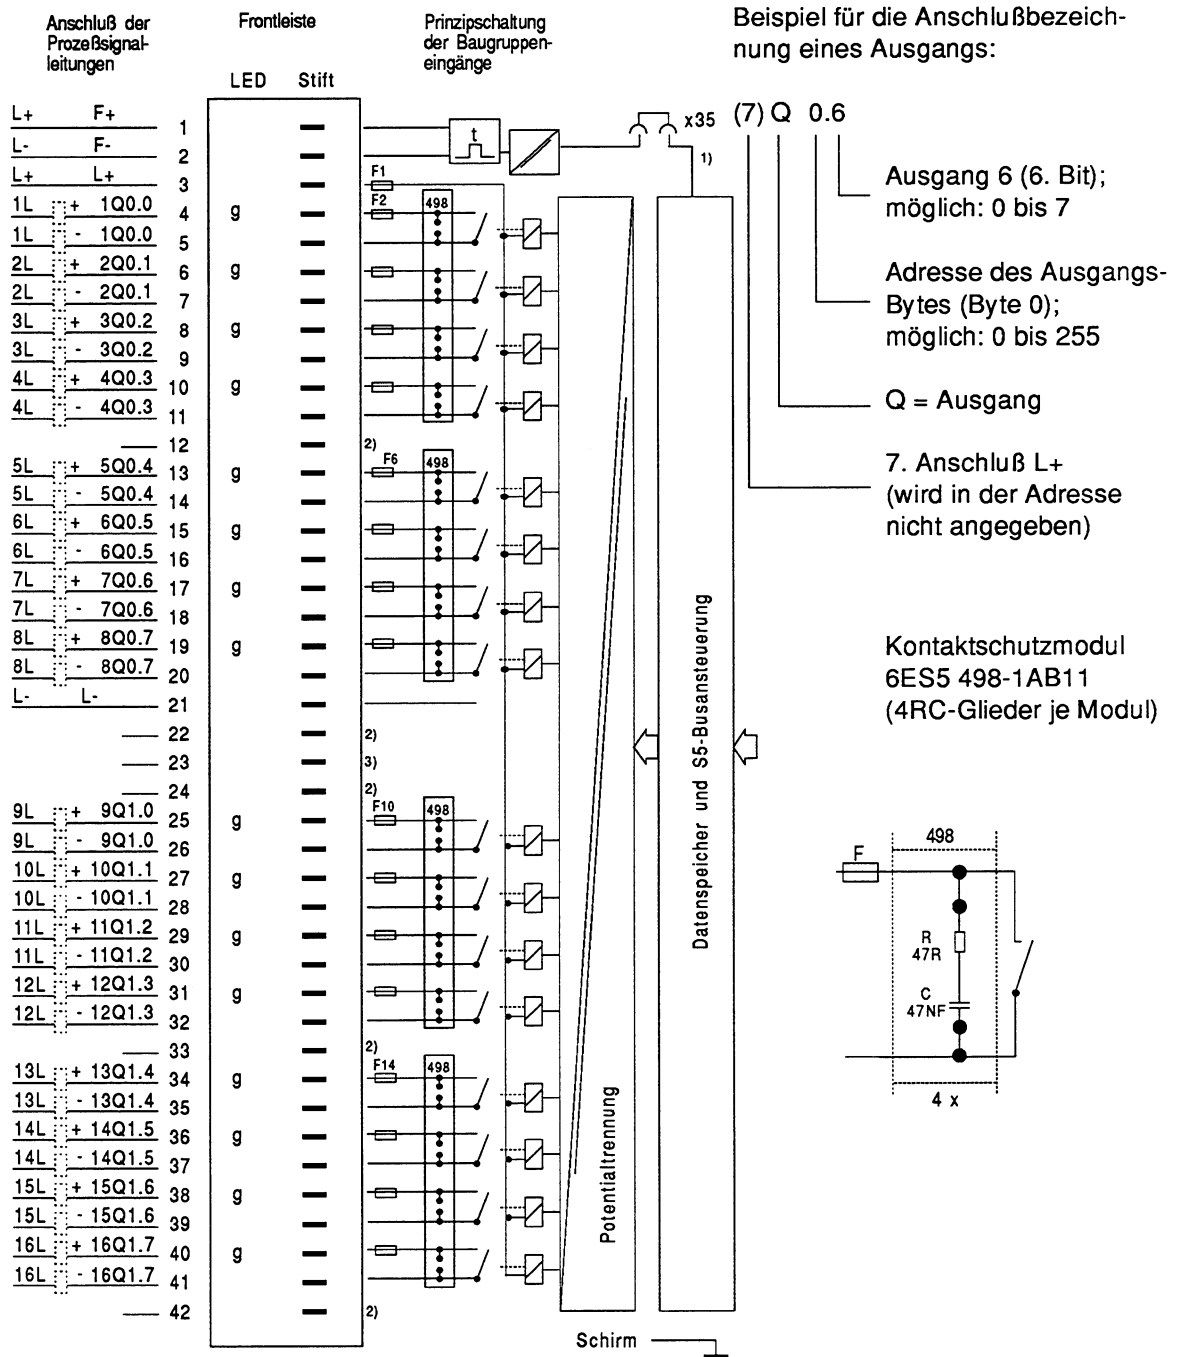 Anschluß der
Prozeßsignal-
leitungen
Frontleiste
LED Stift
Prinzipschaltung
der Baugruppen-
eingänge
Beispiel für die Anschlußbezeich-
nung eines Ausgangs:
L+ F+ 1
L- F- 2
L+ L+ 3 F1
1L + 1Q0.0 4 g F2 498
1L - 1Q0.0 5
2L + 2Q0.1 6 g
2L - 2Q0.1 7
3L + 3Q0.2 8 g
3L - 3Q0.2 9
4L + 4Q0.3 10 g
4L - 4Q0.3 11
12 2)
5L + 5Q0.4 13 g F6 498
5L - 5Q0.4 14
6L + 6Q0.5 15 g
6L - 6Q0.5 16
7L + 7Q0.6 17 g
7L - 7Q0.6 18
8L + 8Q0.7 19 g
8L - 8Q0.7 20
L- L- 21
22 2)
23 3)
24 2)
9L + 9Q1.0 25 g F10 498
9L - 9Q1.0 26
10L + 10Q1.1 27 g
10L - 10Q1.1 28
11L + 11Q1.2 29 g
11L - 11Q1.2 30
12L + 12Q1.3 31 g
12L - 12Q1.3 32
33 2)
13L + 13Q1.4 34 g F14 498
13L - 13Q1.4 35
14L + 14Q1.5 36 g
14L - 14Q1.5 37
15L + 15Q1.6 38 g
15L - 15Q1.6 39
16L + 16Q1.7 40 g
16L - 16Q1.7 41
42 2)
t
x35
1)
Potentialtrennung
Datenspeicher und S5-Busansteuerung
Schirm
(7) Q 0.6
Ausgang 6 (6. Bit);
möglich: 0 bis 7
Adresse des Ausgangs-
Bytes (Byte 0);
möglich: 0 bis 255
Q = Ausgang
7. Anschluß L+
(wird in der Adresse
nicht angegeben)
Kontaktschutzmodul
6ES5 498-1AB11
(4RC-Glieder je Modul)
498
F
R
47R
C
47NF
4 x